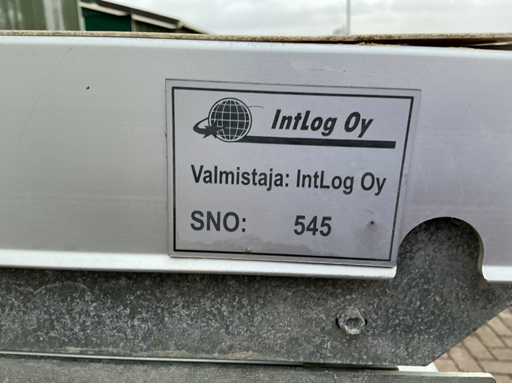 IntLog Oy
Valmistaja: IntLog Oy
SNO: 545